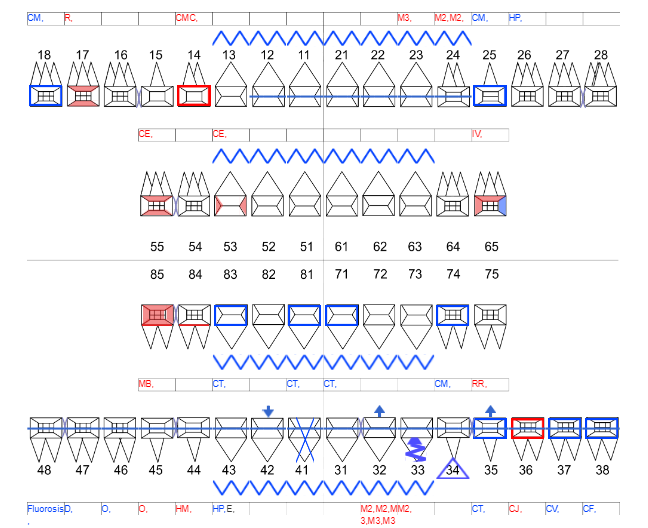 CM, R, CMC, M3, M2,M2, CM, HP,
18 17 16 15 14 13 12 11 21 22 23 24 25 26 27 28
CE, CE, IV,
55 54 53 52 51 61 62 63 64 65
85 84 83 82 81 71 72 73 74 75
MB, CT, CT, CT, CM, RR,
48 47 46 45 44 43 42 41 31 32 33 34 35 36 37 38
FluorosisD, O, O, HM, HP,E, M2,M2,MM2, CT, CJ, CV, CF,
, 3,M3,M3